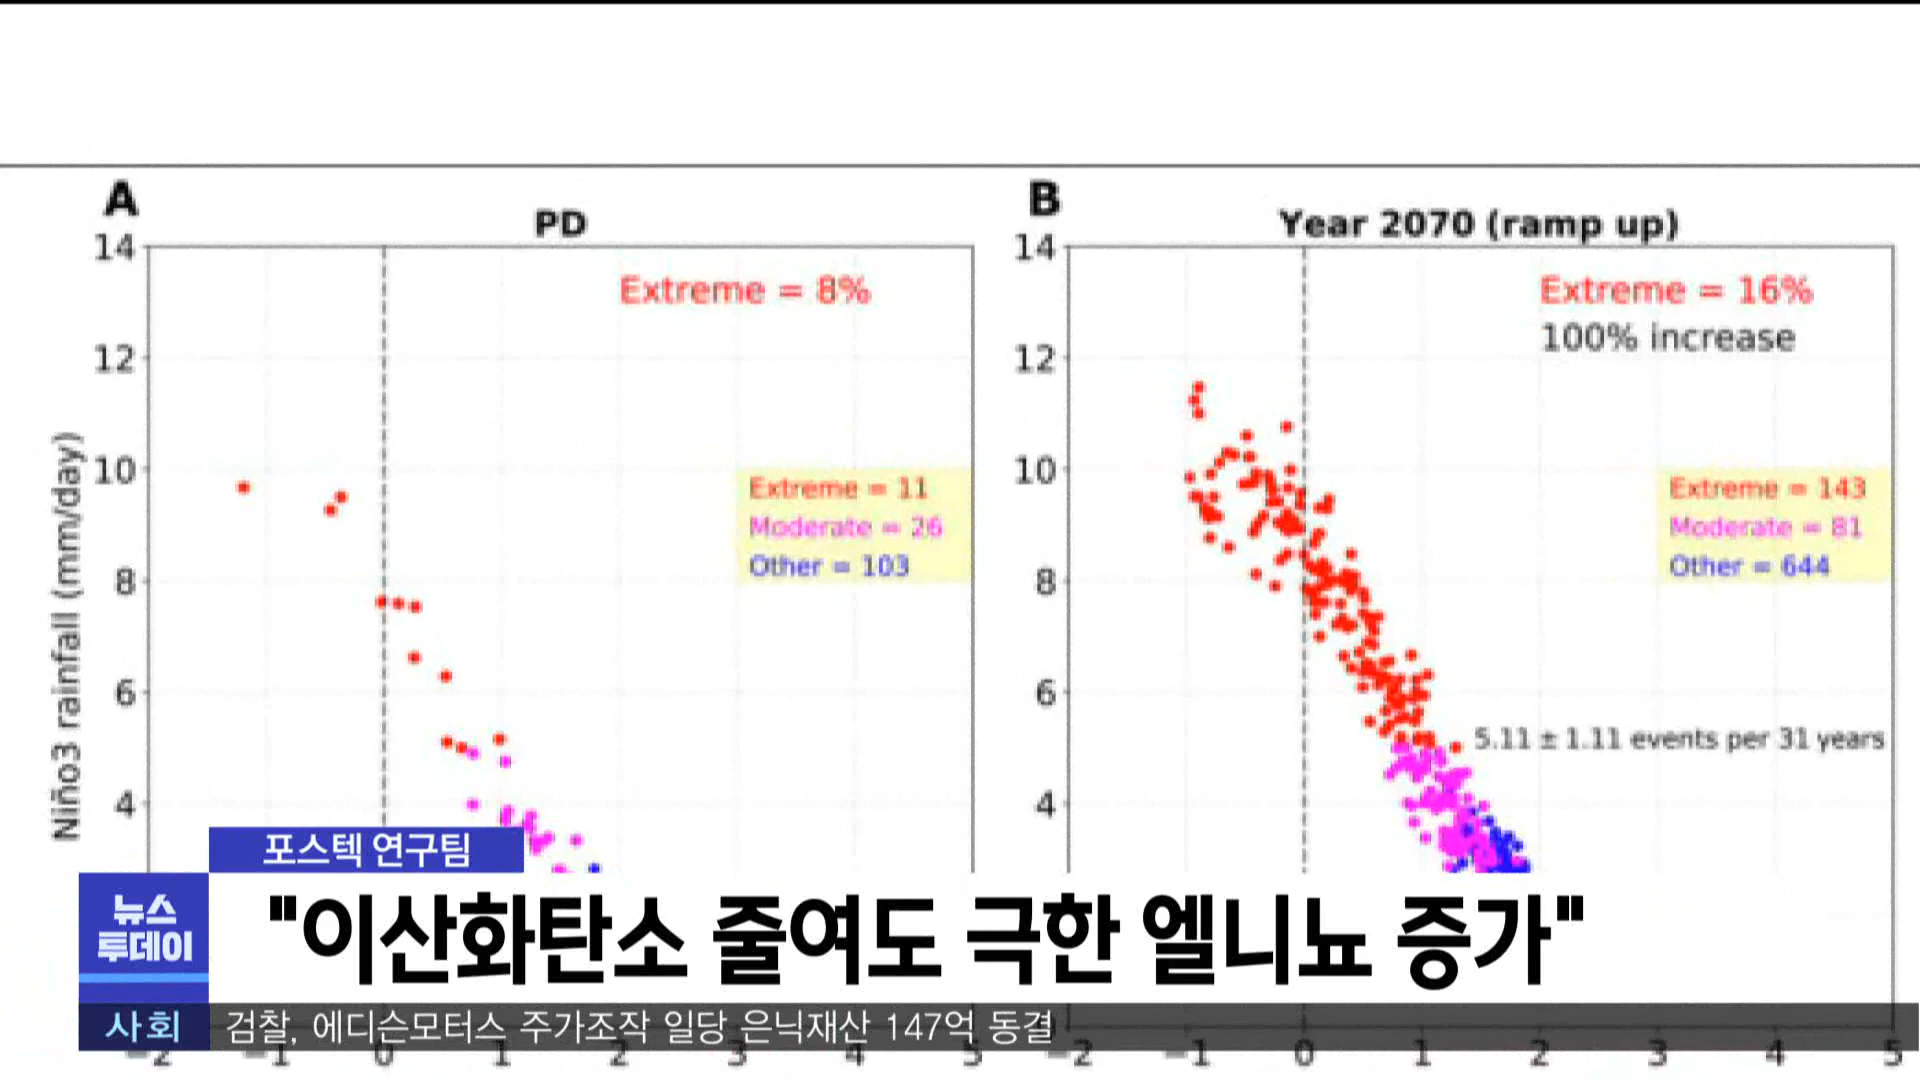 A
PD
14
12
10
8
6
4
Niño3 rainfall (mm/day)
Extreme = 8%
Extreme = 11
Moderate = 26
Other = 103
B
Year 2070 (ramp up)
14
12
10
8
6
4
Extreme = 16%
100% increase
Extreme = 143
Moderate = 81
Other = 644
5.11 ± 1.11 events per 31 years
포스텍 연구팀
뉴스
투데이
"이산화탄소 줄여도 극한 엘니뇨 증가"
사회
검찰, 에디슨모터스 주가조작 일당 은닉재산 147억 동결
-2 -1 0 1 2 3 4 5
-2 -1 0 1 2 3 4 5